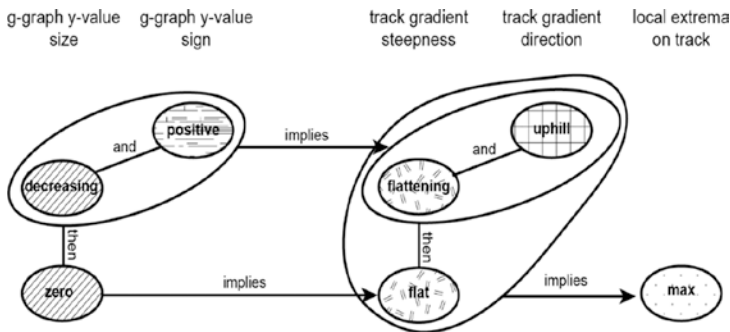 g-graph y-value g-graph y-value track gradient track gradient local extrema
size sign steepness direction on track
positive implies uphill
and and
decreasing flattening
then then
zero implies flat implies max